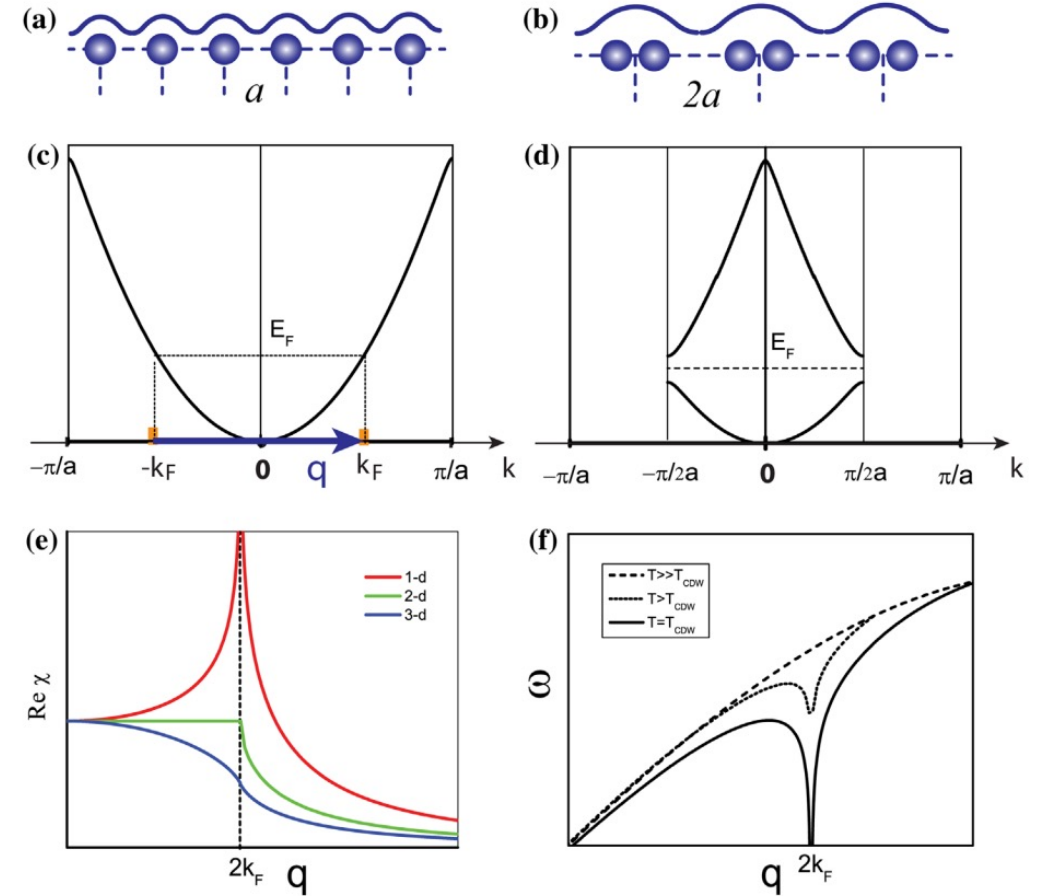 (a)
a
(b)
2a
(c)
E_F
−π/a
-k_F
0
q
k_F
π/a
k
(d)
E_F
−π/a
-π/2a
0
π/2a
π/a
k
(e)
1-d
2-d
3-d
Re χ
2k_F
q
(f)
T>>T_CDW
T>T_CDW
T=T_CDW
ω
q
2k_F